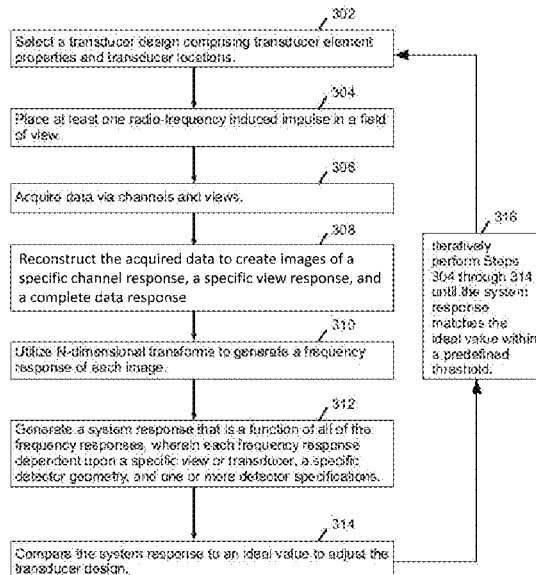 302
Select a transducer design comprising transducer element
properties and transducer locations.
304
Place at least one radio-frequency induced impulse in a field
of view.
306
Acquire data via channels and views.
308
Reconstruct the acquired data to create images of a
specific channel response, a specific view response, and
a complete data response
310
Utilize N-dimensional transforms to generate a frequency
response of each image.
312
Generate a system response that is a function of all of the
frequency responses, wherein each frequency response
dependent upon a specific view or transducer, a specific
detector geometry, and one or more detector specifications.
314
Compare the system response to an ideal value to adjust the
transducer design.
316
Iteratively
perform Steps
304 through 314
until the system
response
matches the
ideal value within
a predefined
threshold.